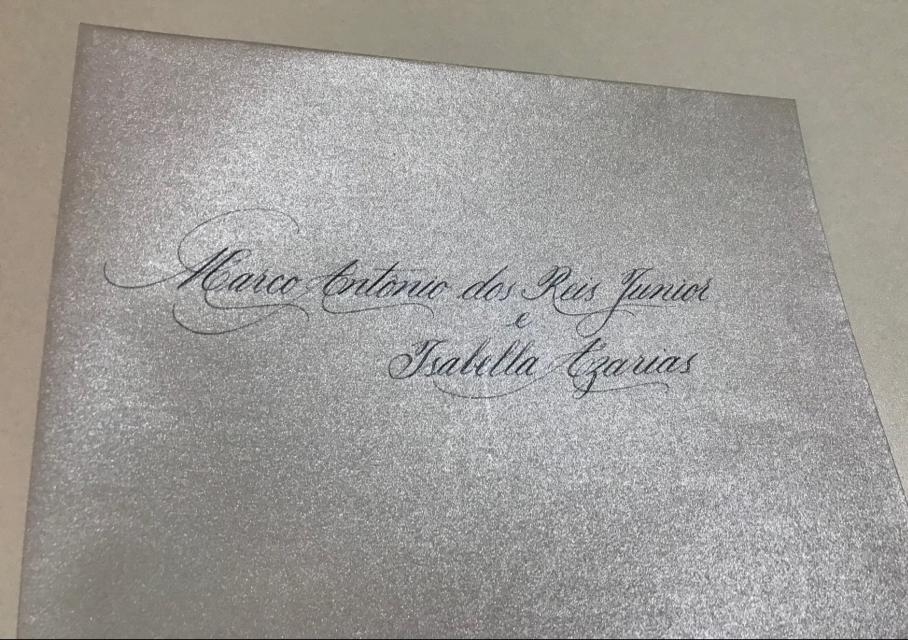 Marco Antônio dos Reis Junior
e
Isabella Azarias